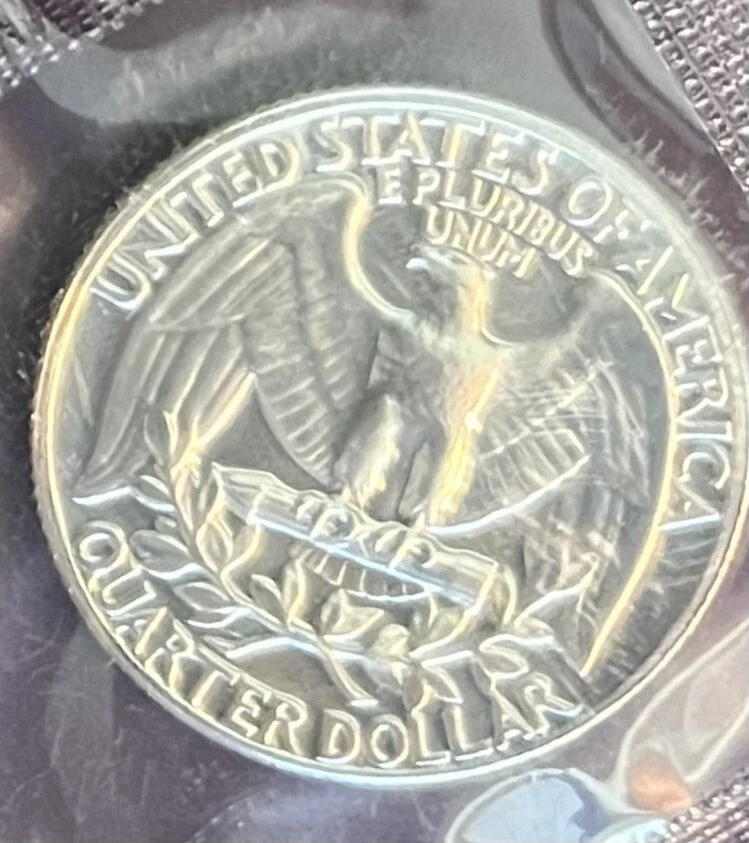 UNITED STATES OF AMERICA
E PLURIBUS
UNUM
QUARTER DOLLAR